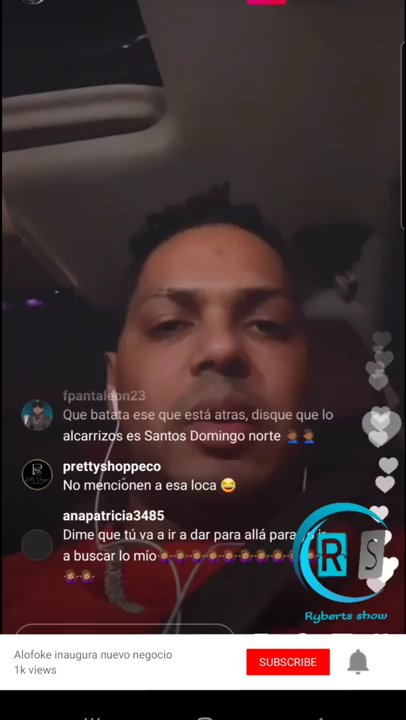 fpantaleon23
Que batata ese que está atras, disque que lo
alcarrizos es Santos Domingo norte
prettyshoppeco
No mencionen a esa loca
anapatricia3485
Dime que tú va a ir a dar para allá para
a buscar lo mío
R S
Ryberts show
Alofoke inaugura nuevo negocio
1k views
SUBSCRIBE